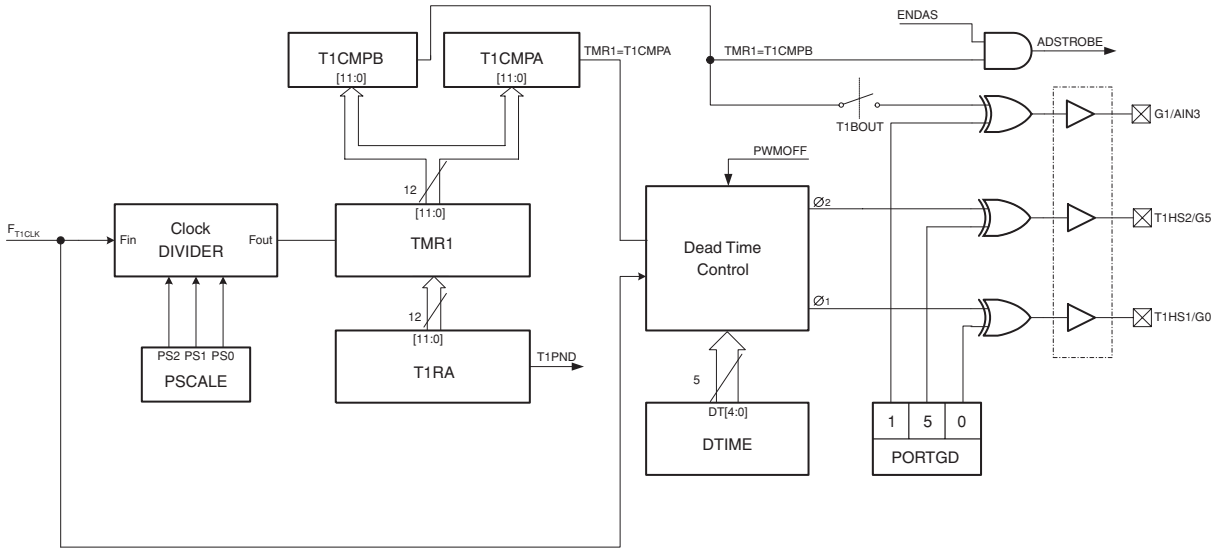 ENDAS
ADSTROBE
T1CMPB
[11:0]
T1CMPA
[11:0]
TMR1=T1CMPA
TMR1=T1CMPB
T1BOUT
G1/AIN3
12
[11:0]
TMR1
PWMOFF
Dead Time
Control
Ø2
Ø1
T1HS2/G5
T1HS1/G0
FT1CLK
Fin
Clock
DIVIDER
Fout
PS2 PS1 PS0
PSCALE
12
[11:0]
T1RA
T1PND
5
DT[4:0]
DTIME
1 5 0
PORTGD